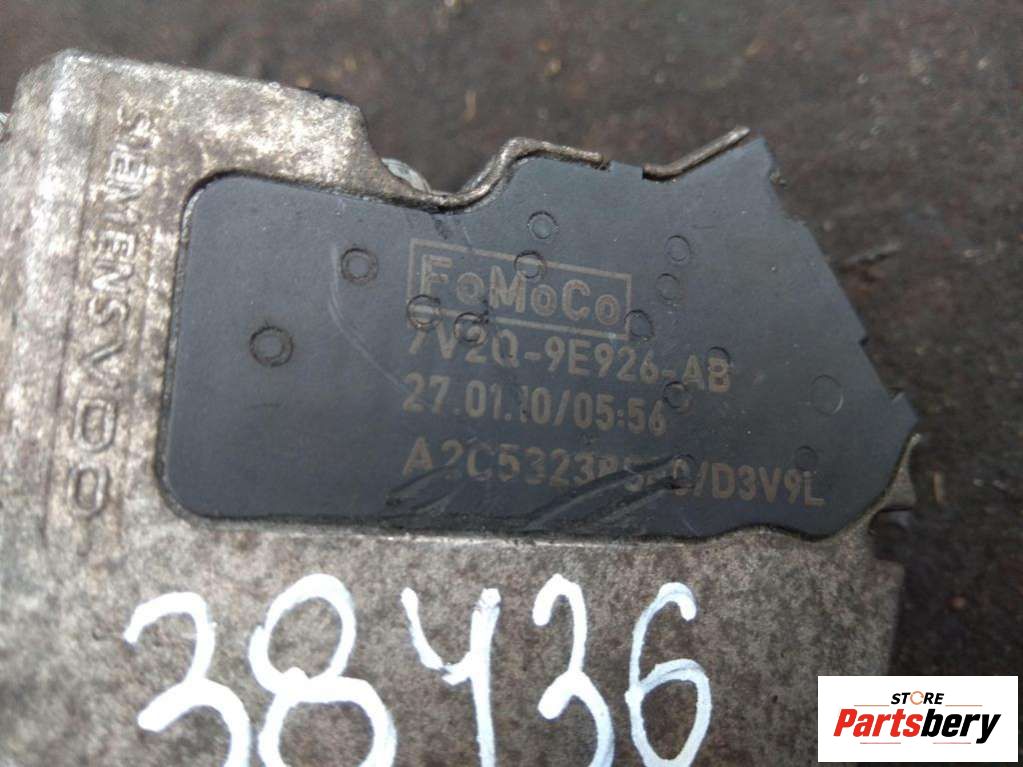 SIEMENS VDO
FoMoCo
7V2Q-9E926-AB
27.01.10/05:56
38436
STORE
Partsbery